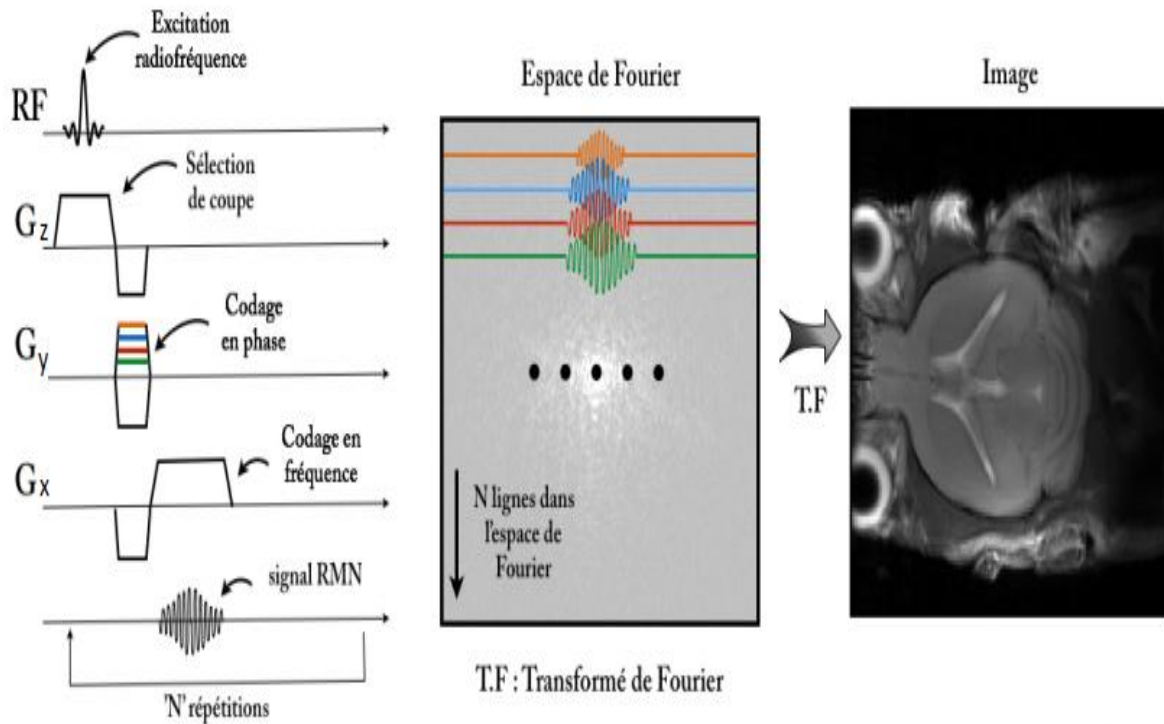 Excitation
radiofréquence
RF
Sélection
de coupe
Gz
Codage
en phase
Gy
Codage en
fréquence
Gx
signal RMN
'N' répétitions
Espace de Fourier
N lignes dans
l'espace de
Fourier
T.F : Transformé de Fourier
T.F
Image